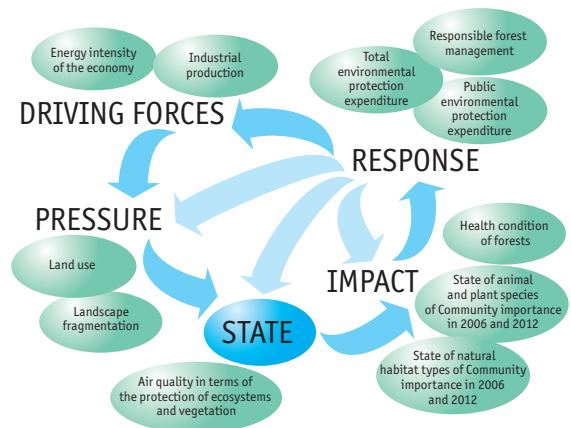 Energy intensity
of the economy
Industrial
production
DRIVING FORCES
Responsible forest
management
Total
environmental
protection
expenditure
Public
environmental
protection
expenditure
RESPONSE
PRESSURE
Land use
Landscape
fragmentation
STATE
Air quality in terms of
the protection of ecosystems
and vegetation
IMPACT
Health condition
of forests
State of animal
and plant species
of Community importance
in 2006 and 2012
State of natural
habitat types of Community
importance in 2006
and 2012